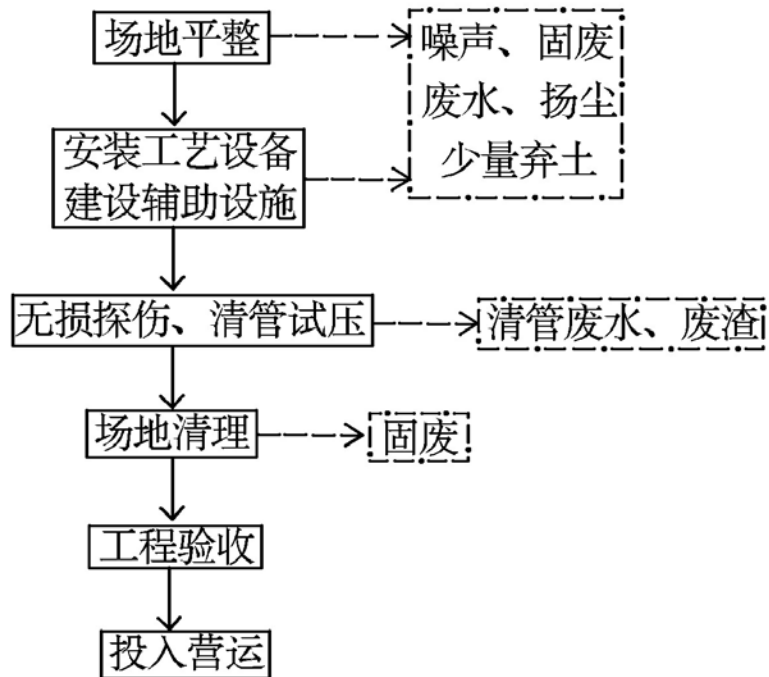 场地平整
噪声、固废
废水、扬尘
少量弃土
安装工艺设备
建设辅助设施
无损探伤、清管试压
清管废水、废渣
场地清理
固废
工程验收
投入营运